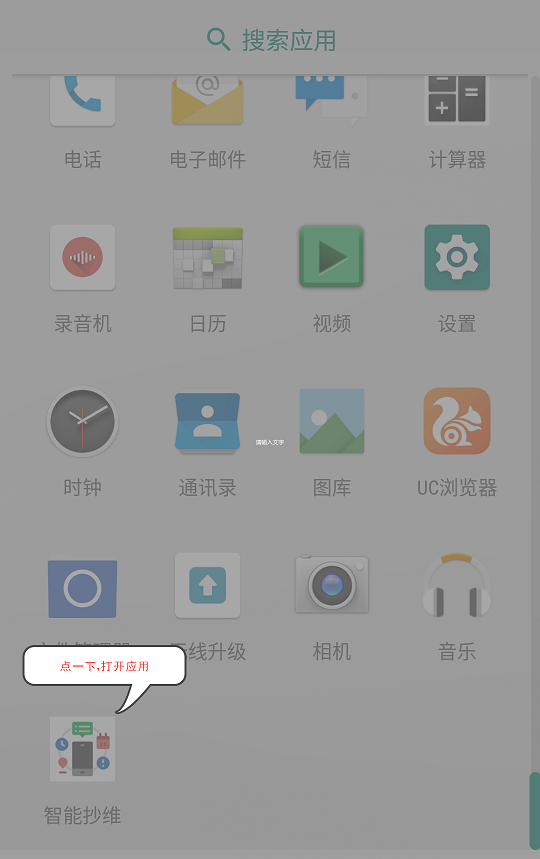 搜索应用
@
电话 电子邮件 短信 计算器
录音机 日历 视频 设置
请输入文字
时钟 通讯录 图库 UC浏览器
线升级 相机 音乐
点一下,打开应用
智能抄维